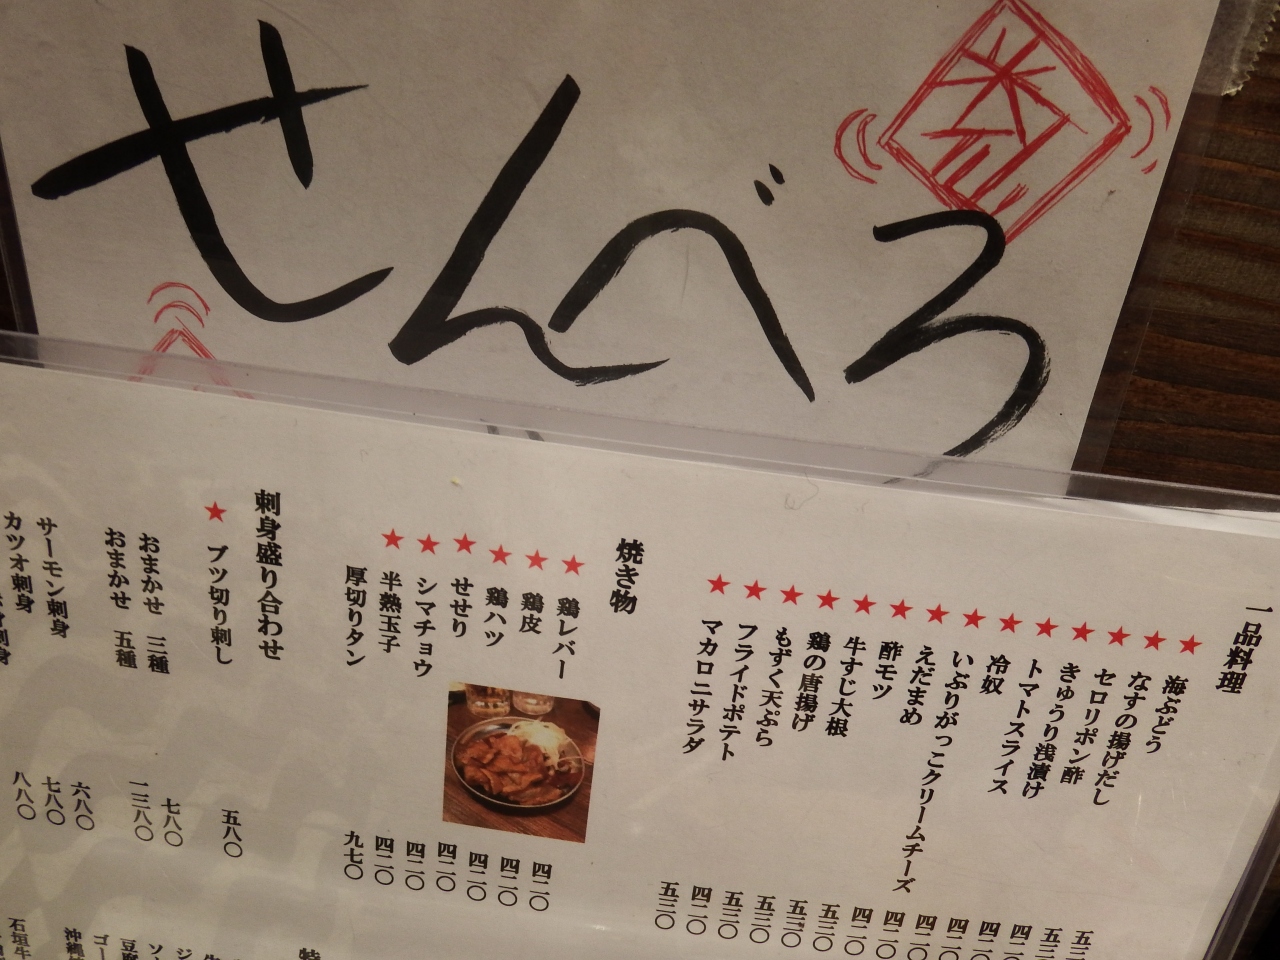 せんべろ
一品料理
海ぶどう 五三〇
なすの揚げだし 五三〇
セロリポン酢 四二〇
きゅうり浅漬け 四二〇
トマトスライス 四二〇
冷奴 四二〇
いぶりがっこクリームチーズ 四二〇
えだまめ 四二〇
酢モツ 五三〇
牛すじ大根 五三〇
鶏の唐揚げ 五三〇
もずく天ぷら 五三〇
フライドポテト 四二〇
マカロニサラダ 五三〇
焼き物
鶏レバー 四二〇
鶏皮 四二〇
鶏ハツ 四二〇
せせり 四二〇
シマチョウ 四二〇
半熟玉子 四二〇
厚切りタン 九七〇
刺身盛り合わせ
ブツ切り刺し 五八〇
おまかせ 三種 七八〇
おまかせ 五種 一三八〇
サーモン刺身 六八〇
カツオ刺身 七八〇
八八〇
石垣牛